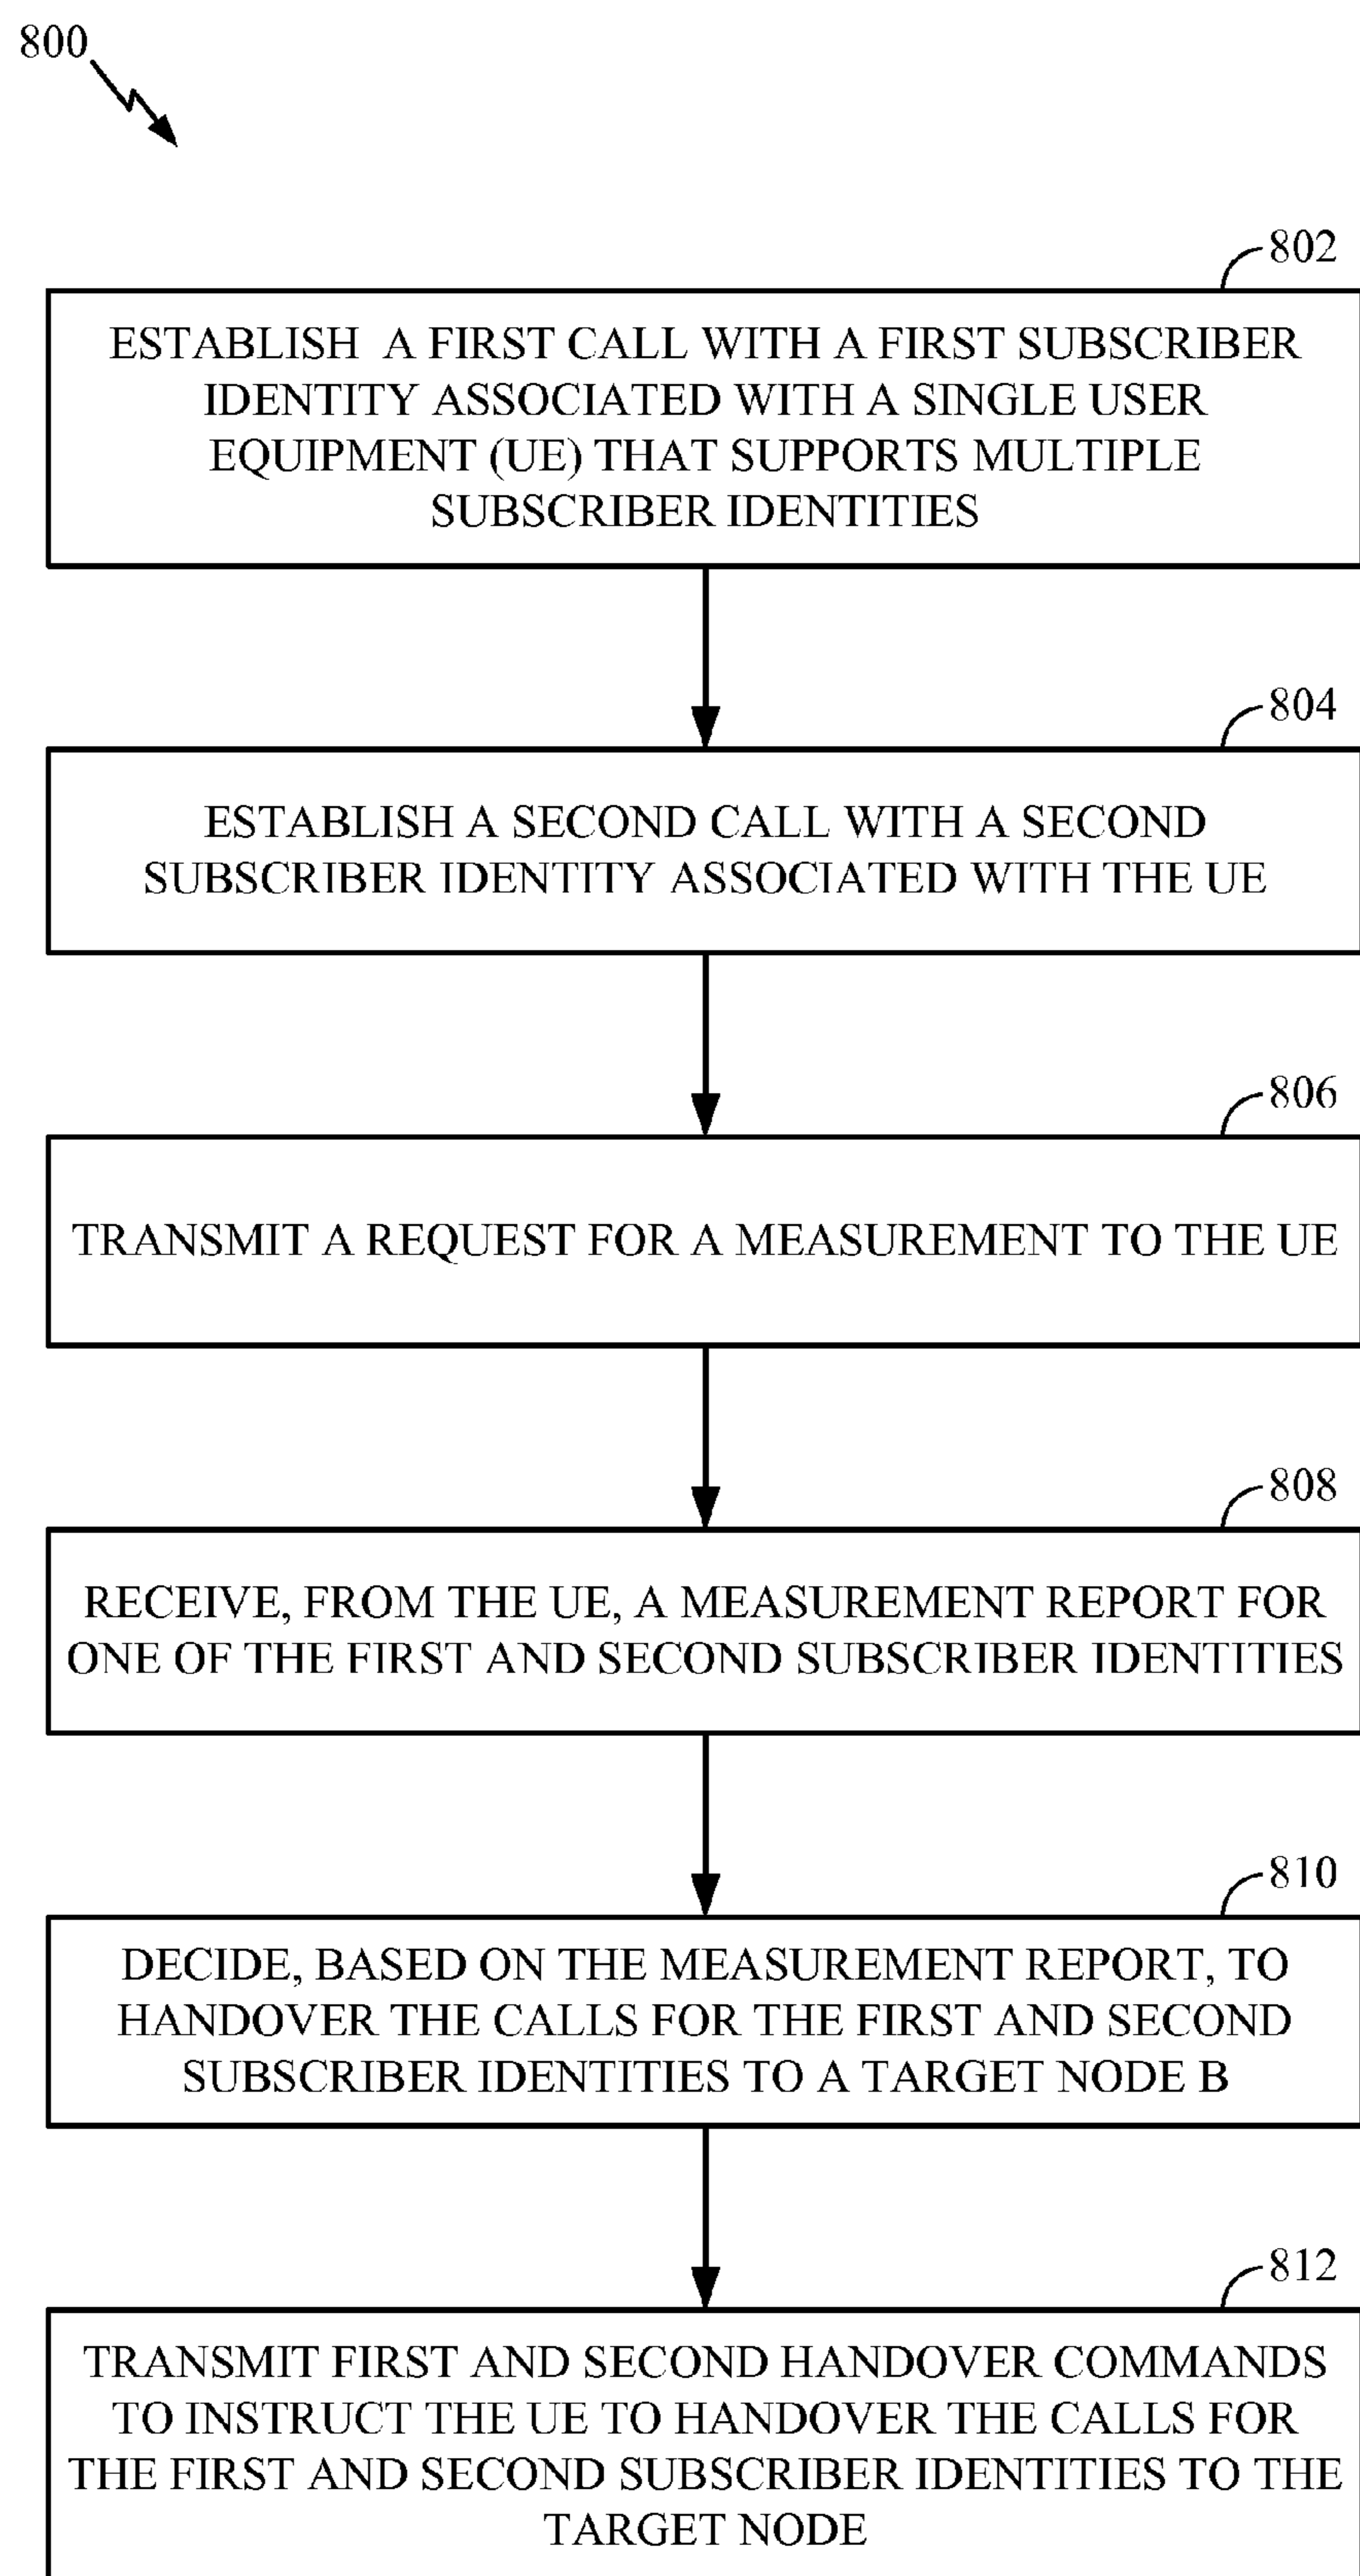 800
802
ESTABLISH A FIRST CALL WITH A FIRST SUBSCRIBER
IDENTITY ASSOCIATED WITH A SINGLE USER
EQUIPMENT (UE) THAT SUPPORTS MULTIPLE
SUBSCRIBER IDENTITIES
804
ESTABLISH A SECOND CALL WITH A SECOND
SUBSCRIBER IDENTITY ASSOCIATED WITH THE UE
806
TRANSMIT A REQUEST FOR A MEASUREMENT TO THE UE
808
RECEIVE, FROM THE UE, A MEASUREMENT REPORT FOR
ONE OF THE FIRST AND SECOND SUBSCRIBER IDENTITIES
810
DECIDE, BASED ON THE MEASUREMENT REPORT, TO
HANDOVER THE CALLS FOR THE FIRST AND SECOND
SUBSCRIBER IDENTITIES TO A TARGET NODE B
812
TRANSMIT FIRST AND SECOND HANDOVER COMMANDS
TO INSTRUCT THE UE TO HANDOVER THE CALLS FOR
THE FIRST AND SECOND SUBSCRIBER IDENTITIES TO THE
TARGET NODE